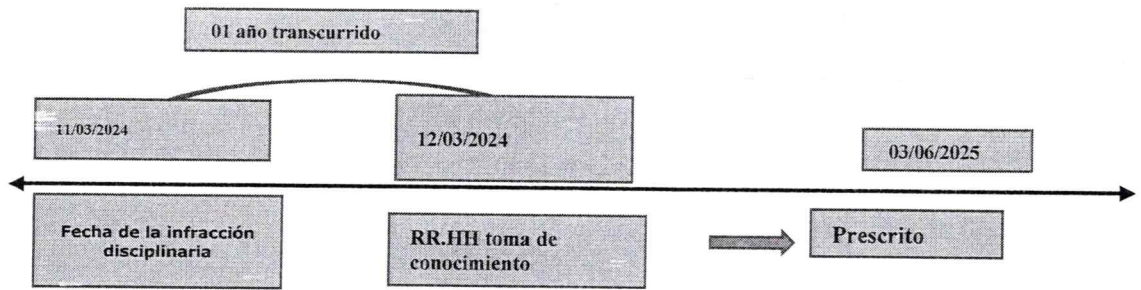 01 año transcurrido
11/03/2024
12/03/2024
03/06/2025
Fecha de la infracción
disciplinaria
RR.HH toma de
conocimiento
Prescrito